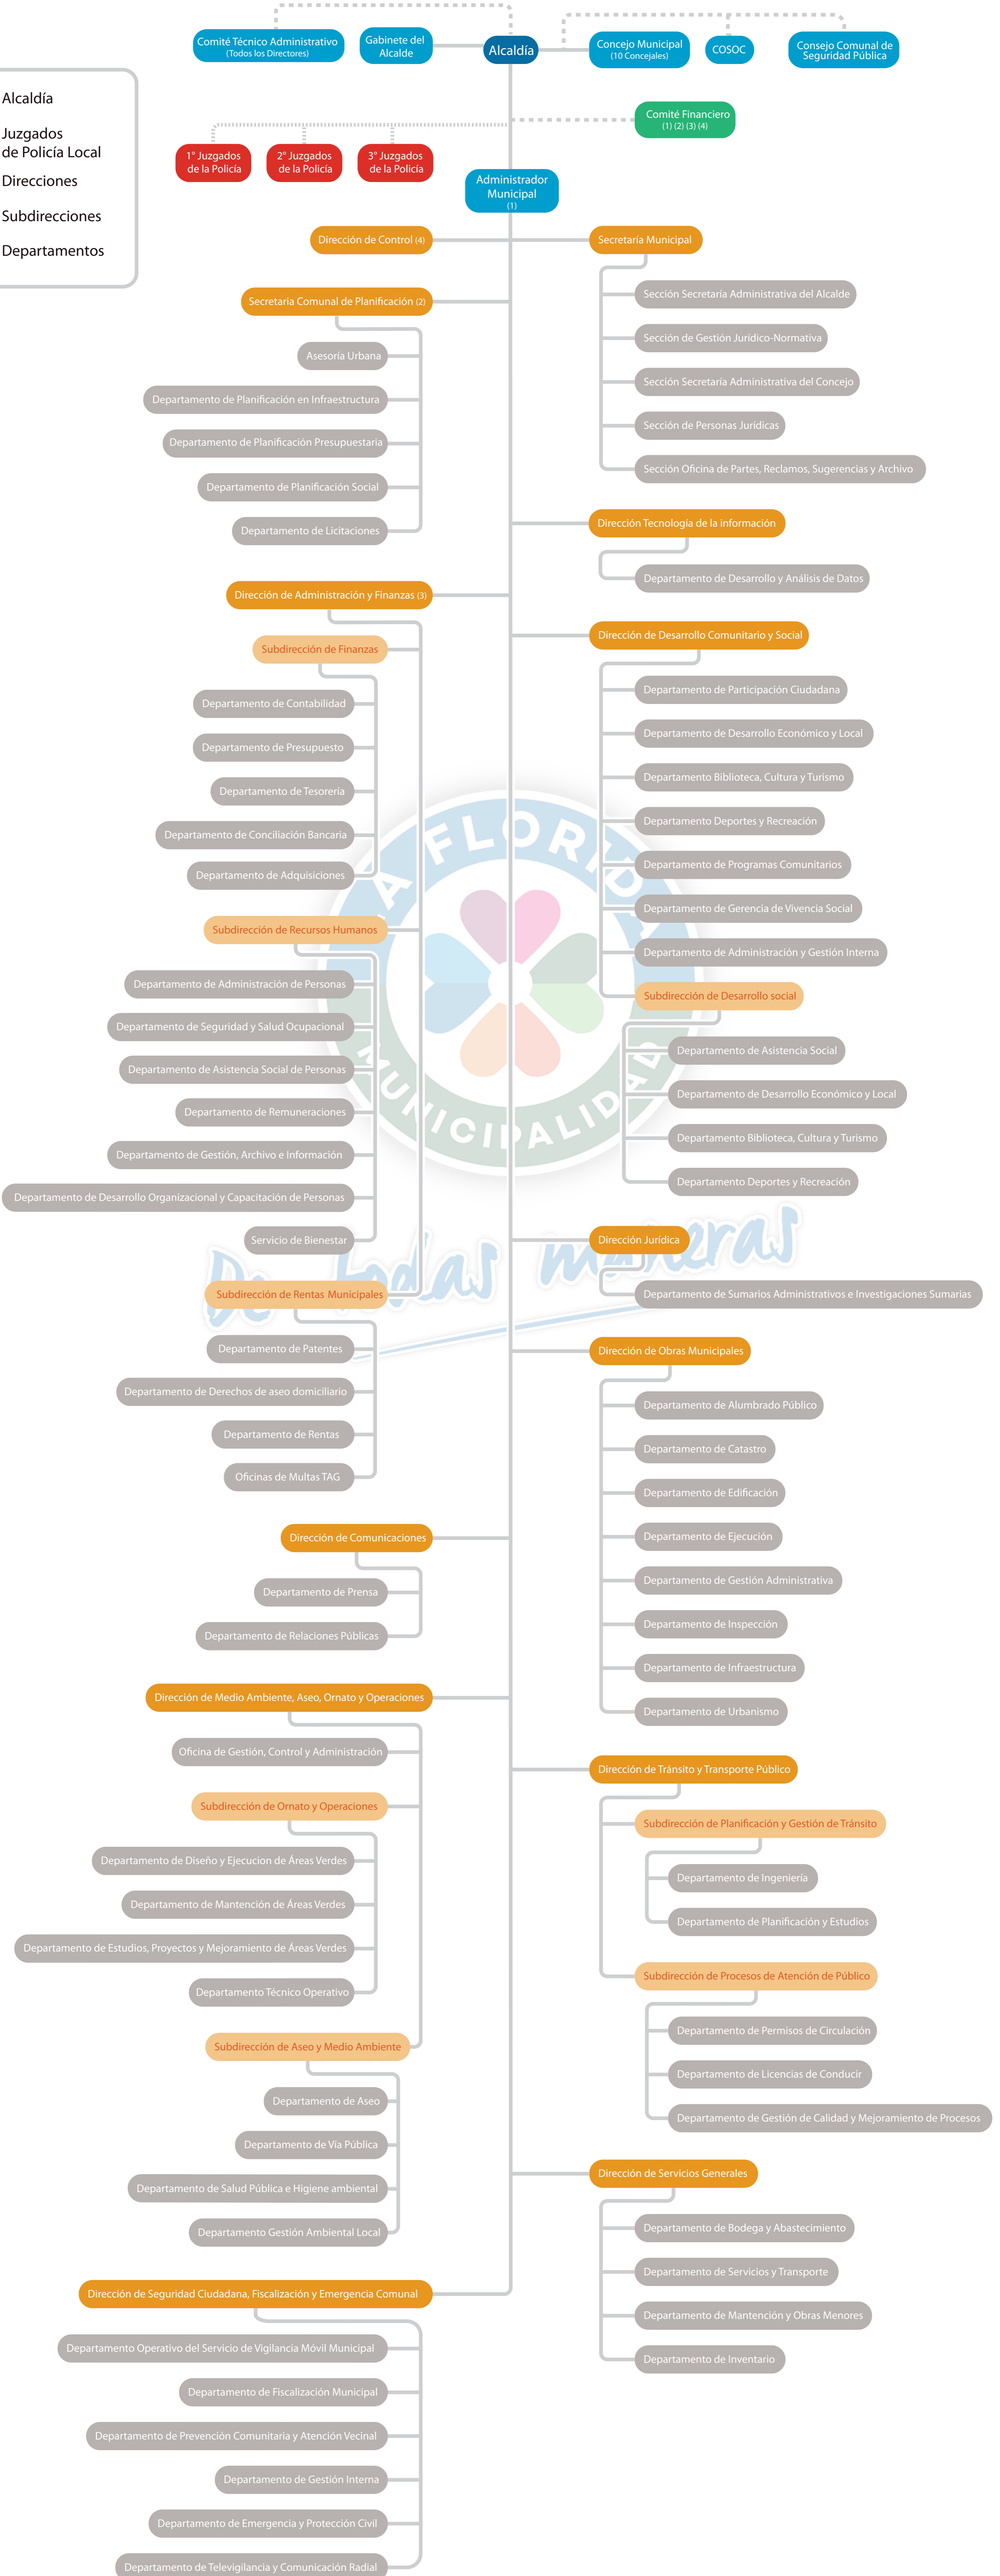 Comité Técnico Administrativo
(Todos los Directores)
Gabinete del
Alcalde
Alcaldía
Concejo Municipal
(10 Concejales)
COSOC
Consejo Comunal de
Seguridad Pública
Alcaldía
Juzgados
de Policía Local
Direcciones
Subdirecciones
Departamentos
Comité Financiero
(1) (2) (3) (4)
1° Juzgados
de la Policía
2° Juzgados
de la Policía
3° Juzgados
de la Policía
Administrador
Municipal
(1)
Dirección de Control (4)
Secretaria Comunal de Planificación (2)
Asesoría Urbana
Departamento de Planificación en Infraestructura
Departamento de Planificación Presupuestaria
Departamento de Planificación Social
Departamento de Licitaciones
Dirección de Administración y Finanzas (3)
Subdirección de Finanzas
Departamento de Contabilidad
Departamento de Presupuesto
Departamento de Tesorería
Departamento de Conciliación Bancaria
Departamento de Adquisiciones
Subdirección de Recursos Humanos
Departamento de Administración de Personas
Departamento de Seguridad y Salud Ocupacional
Departamento de Asistencia Social de Personas
Departamento de Remuneraciones
Departamento de Gestión, Archivo e Información
Departamento de Desarrollo Organizacional y Capacitación de Personas
Servicio de Bienestar
Subdirección de Rentas Municipales
Departamento de Patentes
Departamento de Derechos de aseo domiciliario
Departamento de Rentas
Oficinas de Multas TAG
Dirección de Comunicaciones
Departamento de Prensa
Departamento de Relaciones Públicas
Dirección de Medio Ambiente, Aseo, Ornato y Operaciones
Oficina de Gestión, Control y Administración
Subdirección de Ornato y Operaciones
Departamento de Diseño y Ejecucion de Áreas Verdes
Departamento de Mantención de Áreas Verdes
Departamento de Estudios, Proyectos y Mejoramiento de Áreas Verdes
Departamento Técnico Operativo
Subdirección de Aseo y Medio Ambiente
Departamento de Aseo
Departamento de Vía Pública
Departamento de Salud Pública e Higiene ambiental
Departamento Gestión Ambiental Local
Dirección de Seguridad Ciudadana, Fiscalización y Emergencia Comunal
Departamento Operativo del Servicio de Vigilancia Móvil Municipal
Departamento de Fiscalización Municipal
Departamento de Prevención Comunitaria y Atención Vecinal
Departamento de Gestión Interna
Departamento de Emergencia y Protección Civil
Departamento de Televigilancia y Comunicación Radial
Secretaría Municipal
Sección Secretaría Administrativa del Alcalde
Sección de Gestión Jurídico-Normativa
Sección Secretaría Administrativa del Concejo
Sección de Personas Jurídicas
Sección Oficina de Partes, Reclamos, Sugerencias y Archivo
Dirección Tecnología de la información
Departamento de Desarrollo y Análisis de Datos
Dirección de Desarrollo Comunitario y Social
Departamento de Participación Ciudadana
Departamento de Desarrollo Económico y Local
Departamento Biblioteca, Cultura y Turismo
Departamento Deportes y Recreación
Departamento de Programas Comunitarios
Departamento de Gerencia de Vivencia Social
Departamento de Administración y Gestión Interna
Subdirección de Desarrollo social
Departamento de Asistencia Social
Departamento de Desarrollo Económico y Local
Departamento Biblioteca, Cultura y Turismo
Departamento Deportes y Recreación
Dirección Jurídica
Departamento de Sumarios Administrativos e Investigaciones Sumarias
Dirección de Obras Municipales
Departamento de Alumbrado Público
Departamento de Catastro
Departamento de Edificación
Departamento de Ejecución
Departamento de Gestión Administrativa
Departamento de Inspección
Departamento de Infraestructura
Departamento de Urbanismo
Dirección de Tránsito y Transporte Público
Subdirección de Planificación y Gestión de Tránsito
Departamento de Ingeniería
Departamento de Planificación y Estudios
Subdirección de Procesos de Atención de Público
Departamento de Permisos de Circulación
Departamento de Licencias de Conducir
Departamento de Gestión de Calidad y Mejoramiento de Procesos
Dirección de Servicios Generales
Departamento de Bodega y Abastecimiento
Departamento de Servicios y Transporte
Departamento de Mantención y Obras Menores
Departamento de Inventario
LA FLORIDA
MUNICIPALIDAD
De todas maneras